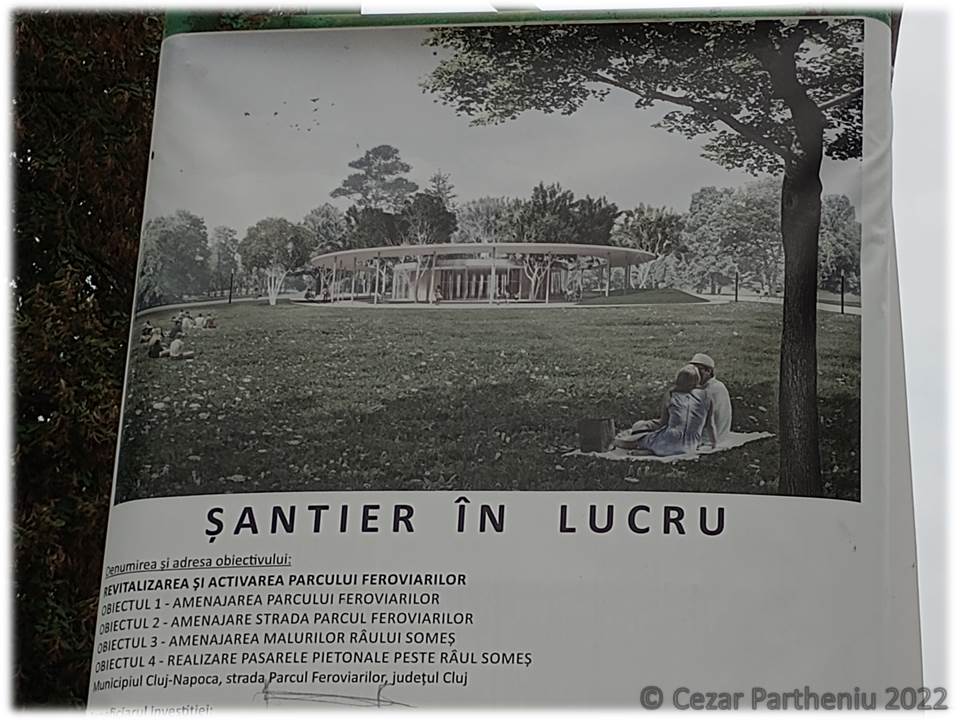 ȘANTIER ÎN LUCRU
Denumirea și adresa obiectivului:
REVITALIZAREA ȘI ACTIVAREA PARCULUI FEROVIARILOR
OBIECTUL 1 - AMENAJAREA PARCULUI FEROVIARILOR
OBIECTUL 2 - AMENAJARE STRADA PARCUL FEROVIARILOR
OBIECTUL 3 - AMENAJAREA MALURILOR RÂULUI SOMEȘ
OBIECTUL 4 - REALIZARE PASARELE PIETONALE PESTE RÂUL SOMEȘ
Municipiul Cluj-Napoca, strada Parcul Feroviarilor, județul Cluj
investiției:
© Cezar Partheniu 2022